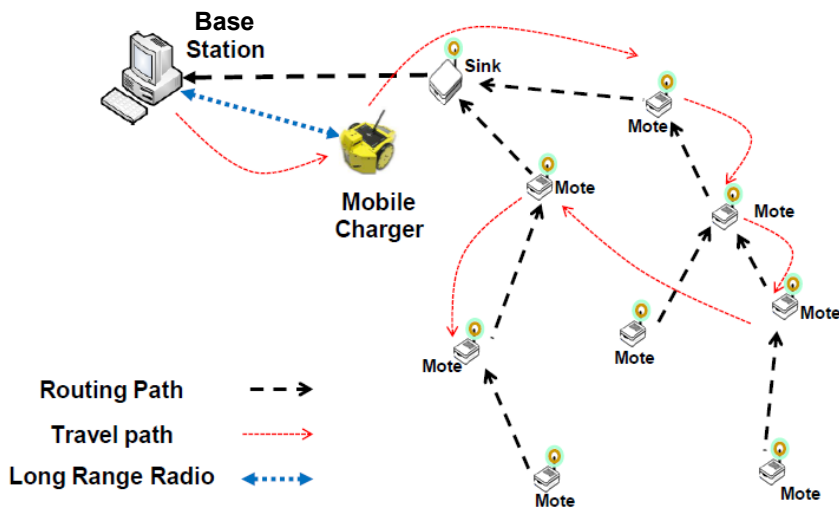 Base
Station
Sink
Mote
Mobile
Charger
Mote
Mote
Mote
Mote
Mote
Mote
Mote
Routing Path
Travel path
Long Range Radio